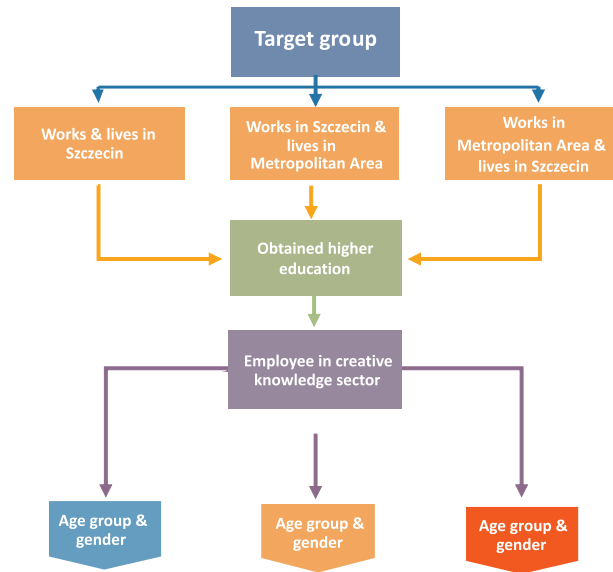 Target group
Works & lives in
Szczecin
Works in Szczecin &
lives in
Metropolitan Area
Works in
Metropolitan Area &
lives in Szczecin
Obtained higher
education
Employee in creative
knowledge sector
Age group &
gender
Age group &
gender
Age group &
gender